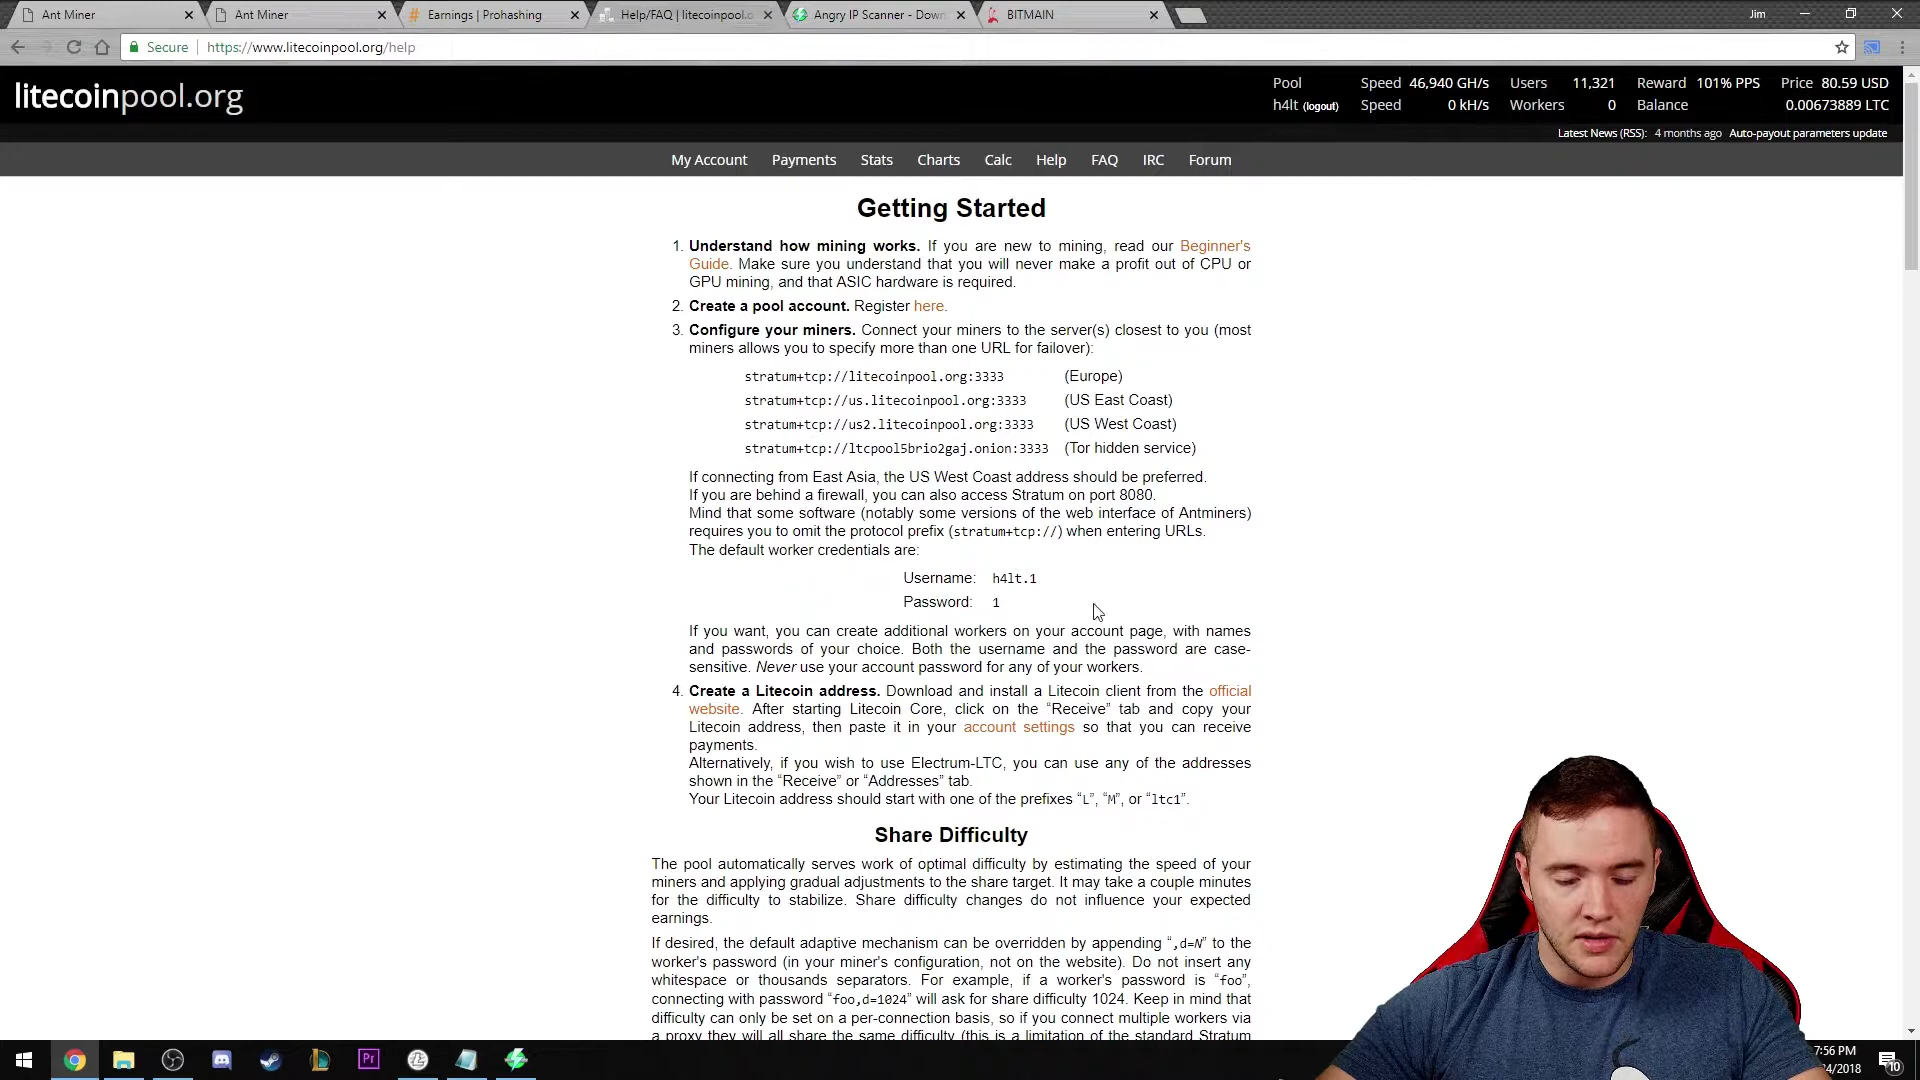 Ant Miner
Ant Miner
Earnings | Prohashing
Help/FAQ | litecoinpool.o
Angry IP Scanner - Down
BITMAIN
Jim
Secure
https://www.litecoinpool.org/help
litecoinpool.org
Pool Speed 46,940 GH/s Users 11,321 Reward 101% PPS Price 80.59 USD
h4lt (logout) Speed 0 kH/s Workers 0 Balance 0.00673889 LTC
Latest News (RSS): 4 months ago Auto-payout parameters update
My Account Payments Stats Charts Calc Help FAQ IRC Forum
Getting Started
1. Understand how mining works. If you are new to mining, read our Beginner's
Guide. Make sure you understand that you will never make a profit out of CPU or
GPU mining, and that ASIC hardware is required.
2. Create a pool account. Register here.
3. Configure your miners. Connect your miners to the server(s) closest to you (most
miners allows you to specify more than one URL for failover):
stratum+tcp://litecoinpool.org:3333 (Europe)
stratum+tcp://us.litecoinpool.org:3333 (US East Coast)
stratum+tcp://us2.litecoinpool.org:3333 (US West Coast)
stratum+tcp://ltcpool5brio2gaj.onion:3333 (Tor hidden service)
If connecting from East Asia, the US West Coast address should be preferred.
If you are behind a firewall, you can also access Stratum on port 8080.
Mind that some software (notably some versions of the web interface of Antminers)
requires you to omit the protocol prefix (stratum+tcp://) when entering URLs.
The default worker credentials are:
Username: h4lt.1
Password: 1
If you want, you can create additional workers on your account page, with names
and passwords of your choice. Both the username and the password are case-
sensitive. Never use your account password for any of your workers.
4. Create a Litecoin address. Download and install a Litecoin client from the official
website. After starting Litecoin Core, click on the “Receive” tab and copy your
Litecoin address, then paste it in your account settings so that you can receive
payments.
Alternatively, if you wish to use Electrum-LTC, you can use any of the addresses
shown in the “Receive” or “Addresses” tab.
Your Litecoin address should start with one of the prefixes “L”, “M”, or “ltc1”.
Share Difficulty
The pool automatically serves work of optimal difficulty by estimating the speed of your
miners and applying gradual adjustments to the share target. It may take a couple minutes
for the difficulty to stabilize. Share difficulty changes do not influence your expected
earnings.
If desired, the default adaptive mechanism can be overridden by appending “,d=N” to the
worker's password (in your miner's configuration, not on the website). Do not insert any
whitespace or thousands separators. For example, if a worker's password is “foo”,
connecting with password “foo,d=1024” will ask for share difficulty 1024. Keep in mind that
difficulty can only be set on a per-connection basis, so if you connect multiple workers via
a proxy they will all share the same difficulty (this is a limitation of the standard Stratum
Pr
7:56 PM
4/2018
10